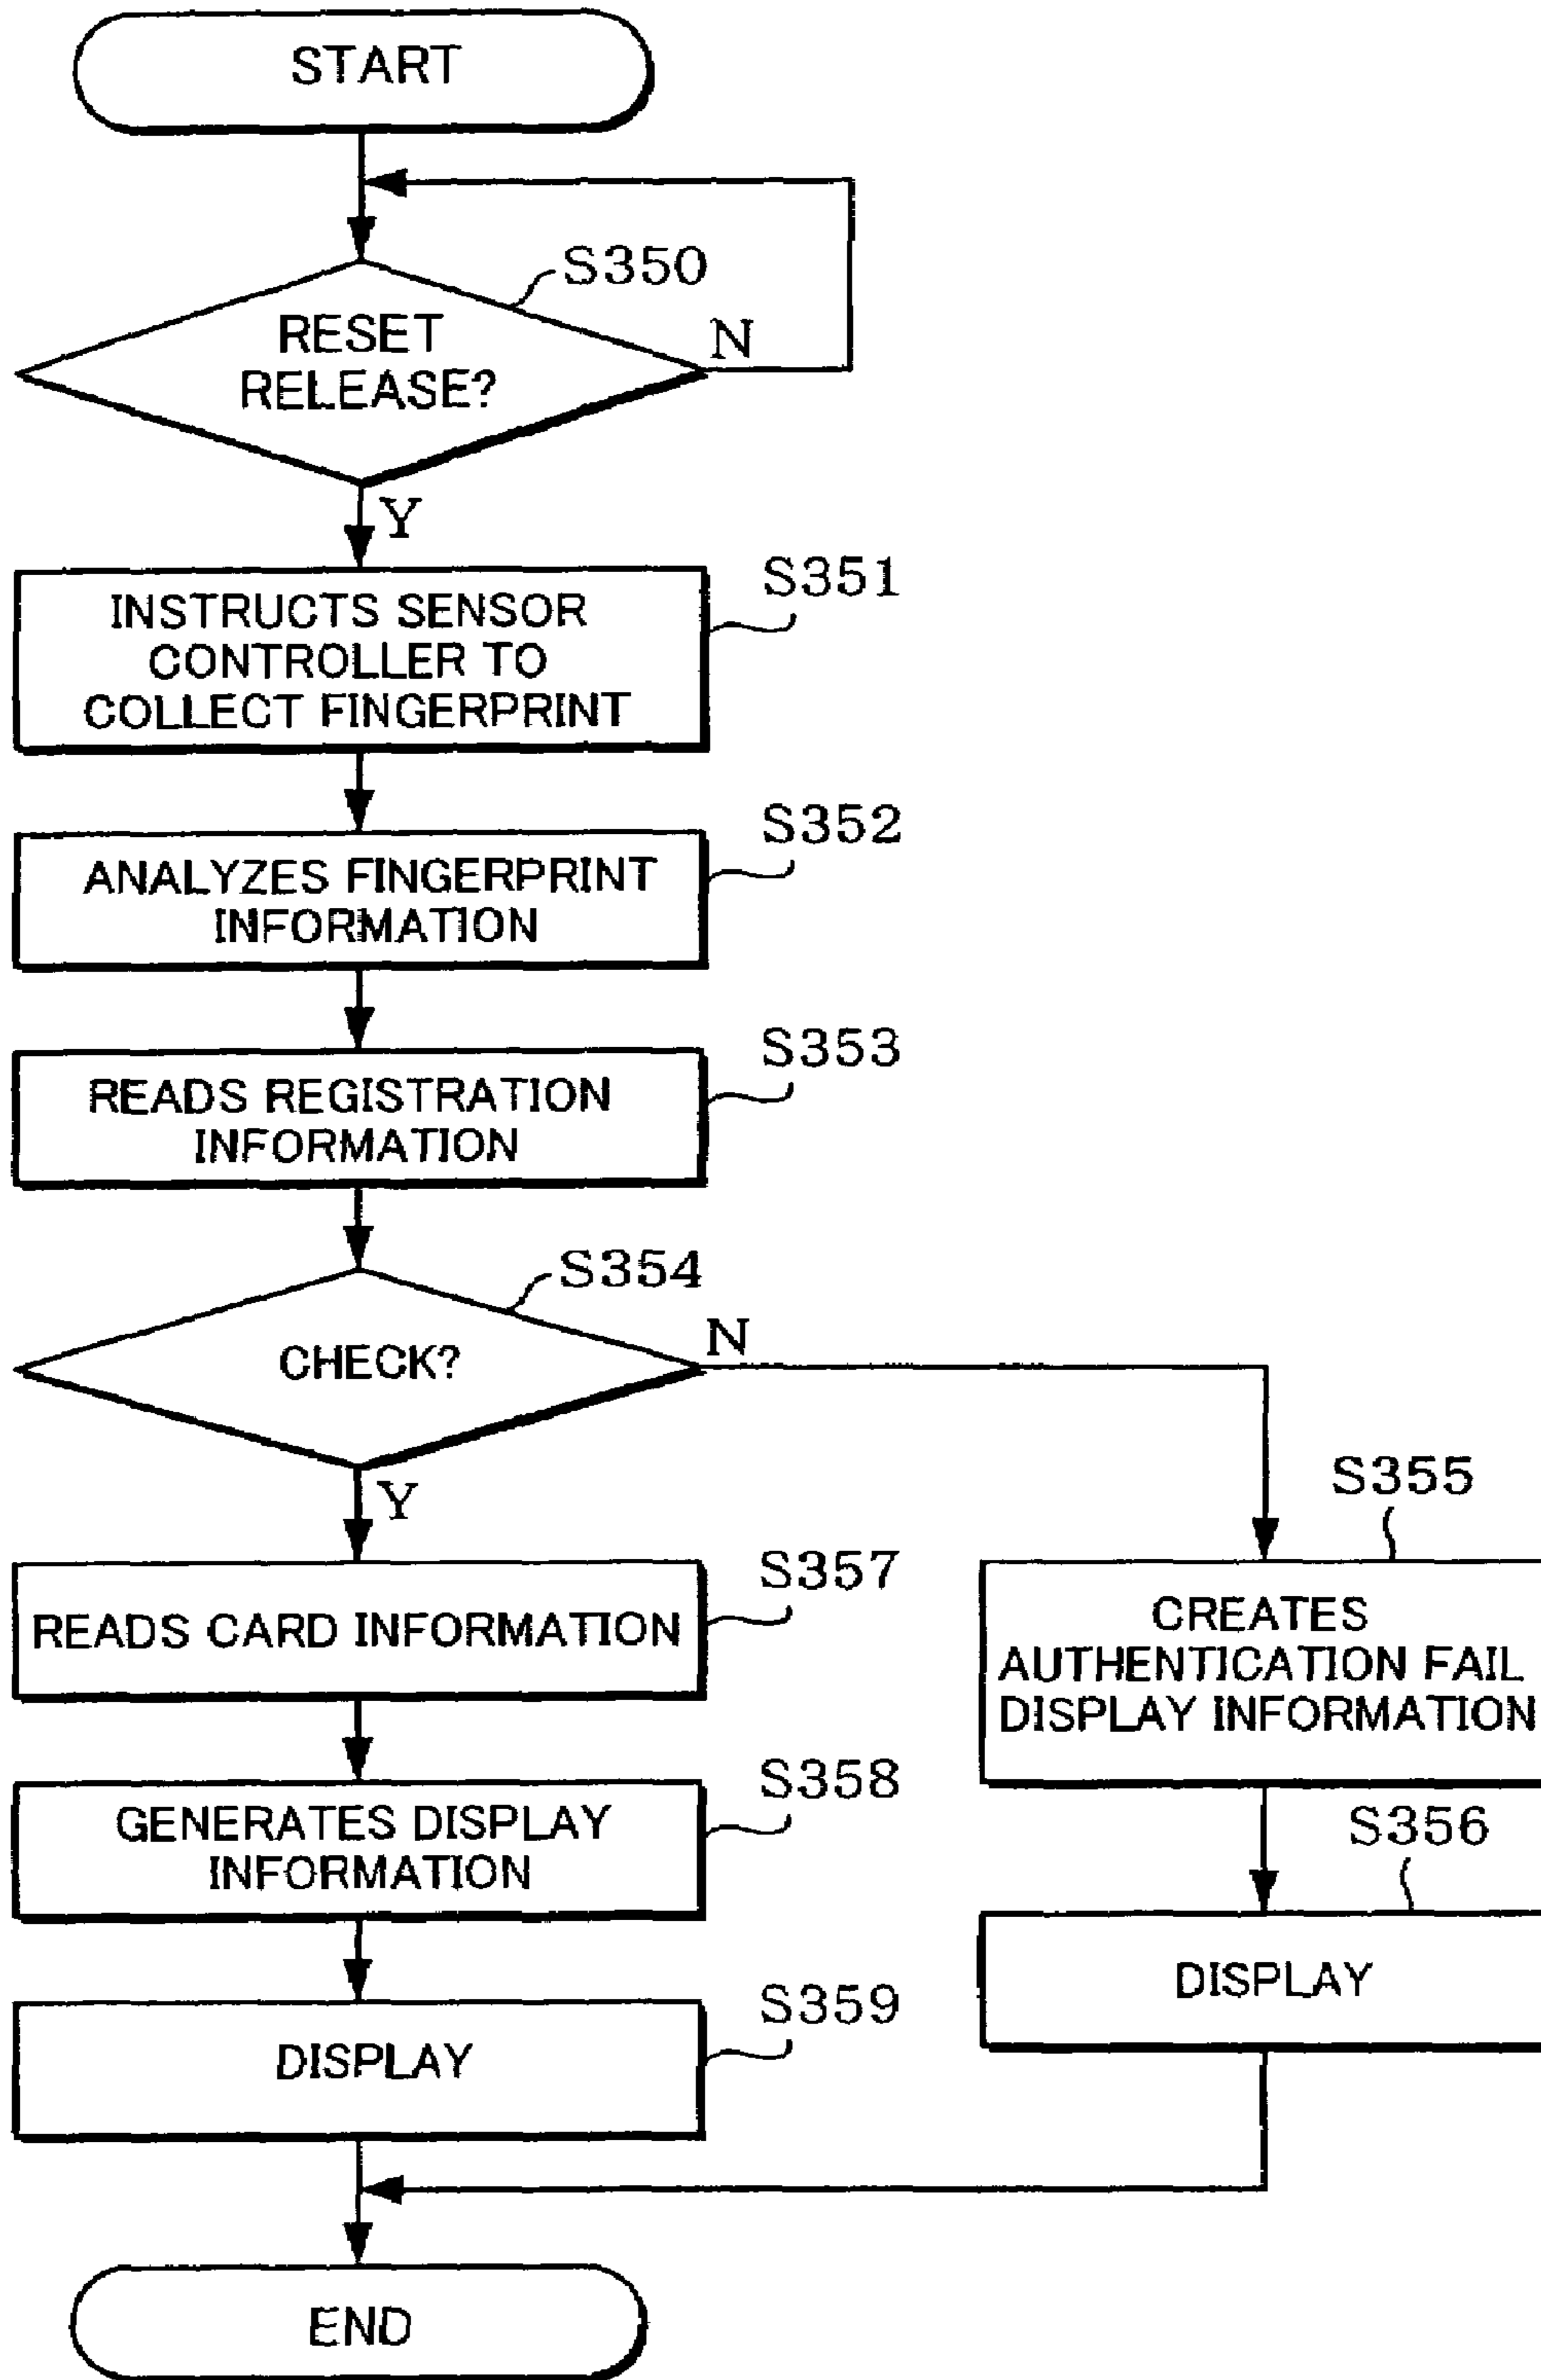 START
S350
RESET
RELEASE?
N
Y
S351
INSTRUCTS SENSOR
CONTROLLER TO
COLLECT FINGERPRINT
S352
ANALYZES FINGERPRINT
INFORMATION
S353
READS REGISTRATION
INFORMATION
S354
CHECK?
N
Y
S357
READS CARD INFORMATION
S355
CREATES
AUTHENTICATION FAIL
DISPLAY INFORMATION
S358
GENERATES DISPLAY
INFORMATION
S356
DISPLAY
S359
DISPLAY
END